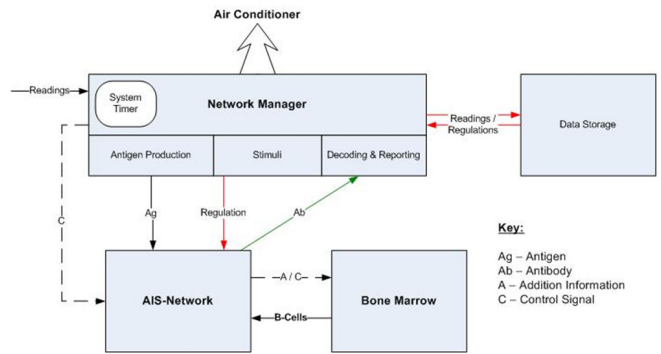 Air Conditioner
Readings
System
Timer
Network Manager
Readings /
Regulations
Data Storage
Antigen Production
Stimuli
Decoding & Reporting
C
Ag
Regulation
Ab
Key:
Ag – Antigen
Ab – Antibody
A – Addition Information
C – Control Signal
AIS-Network
A / C
Bone Marrow
B-Cells